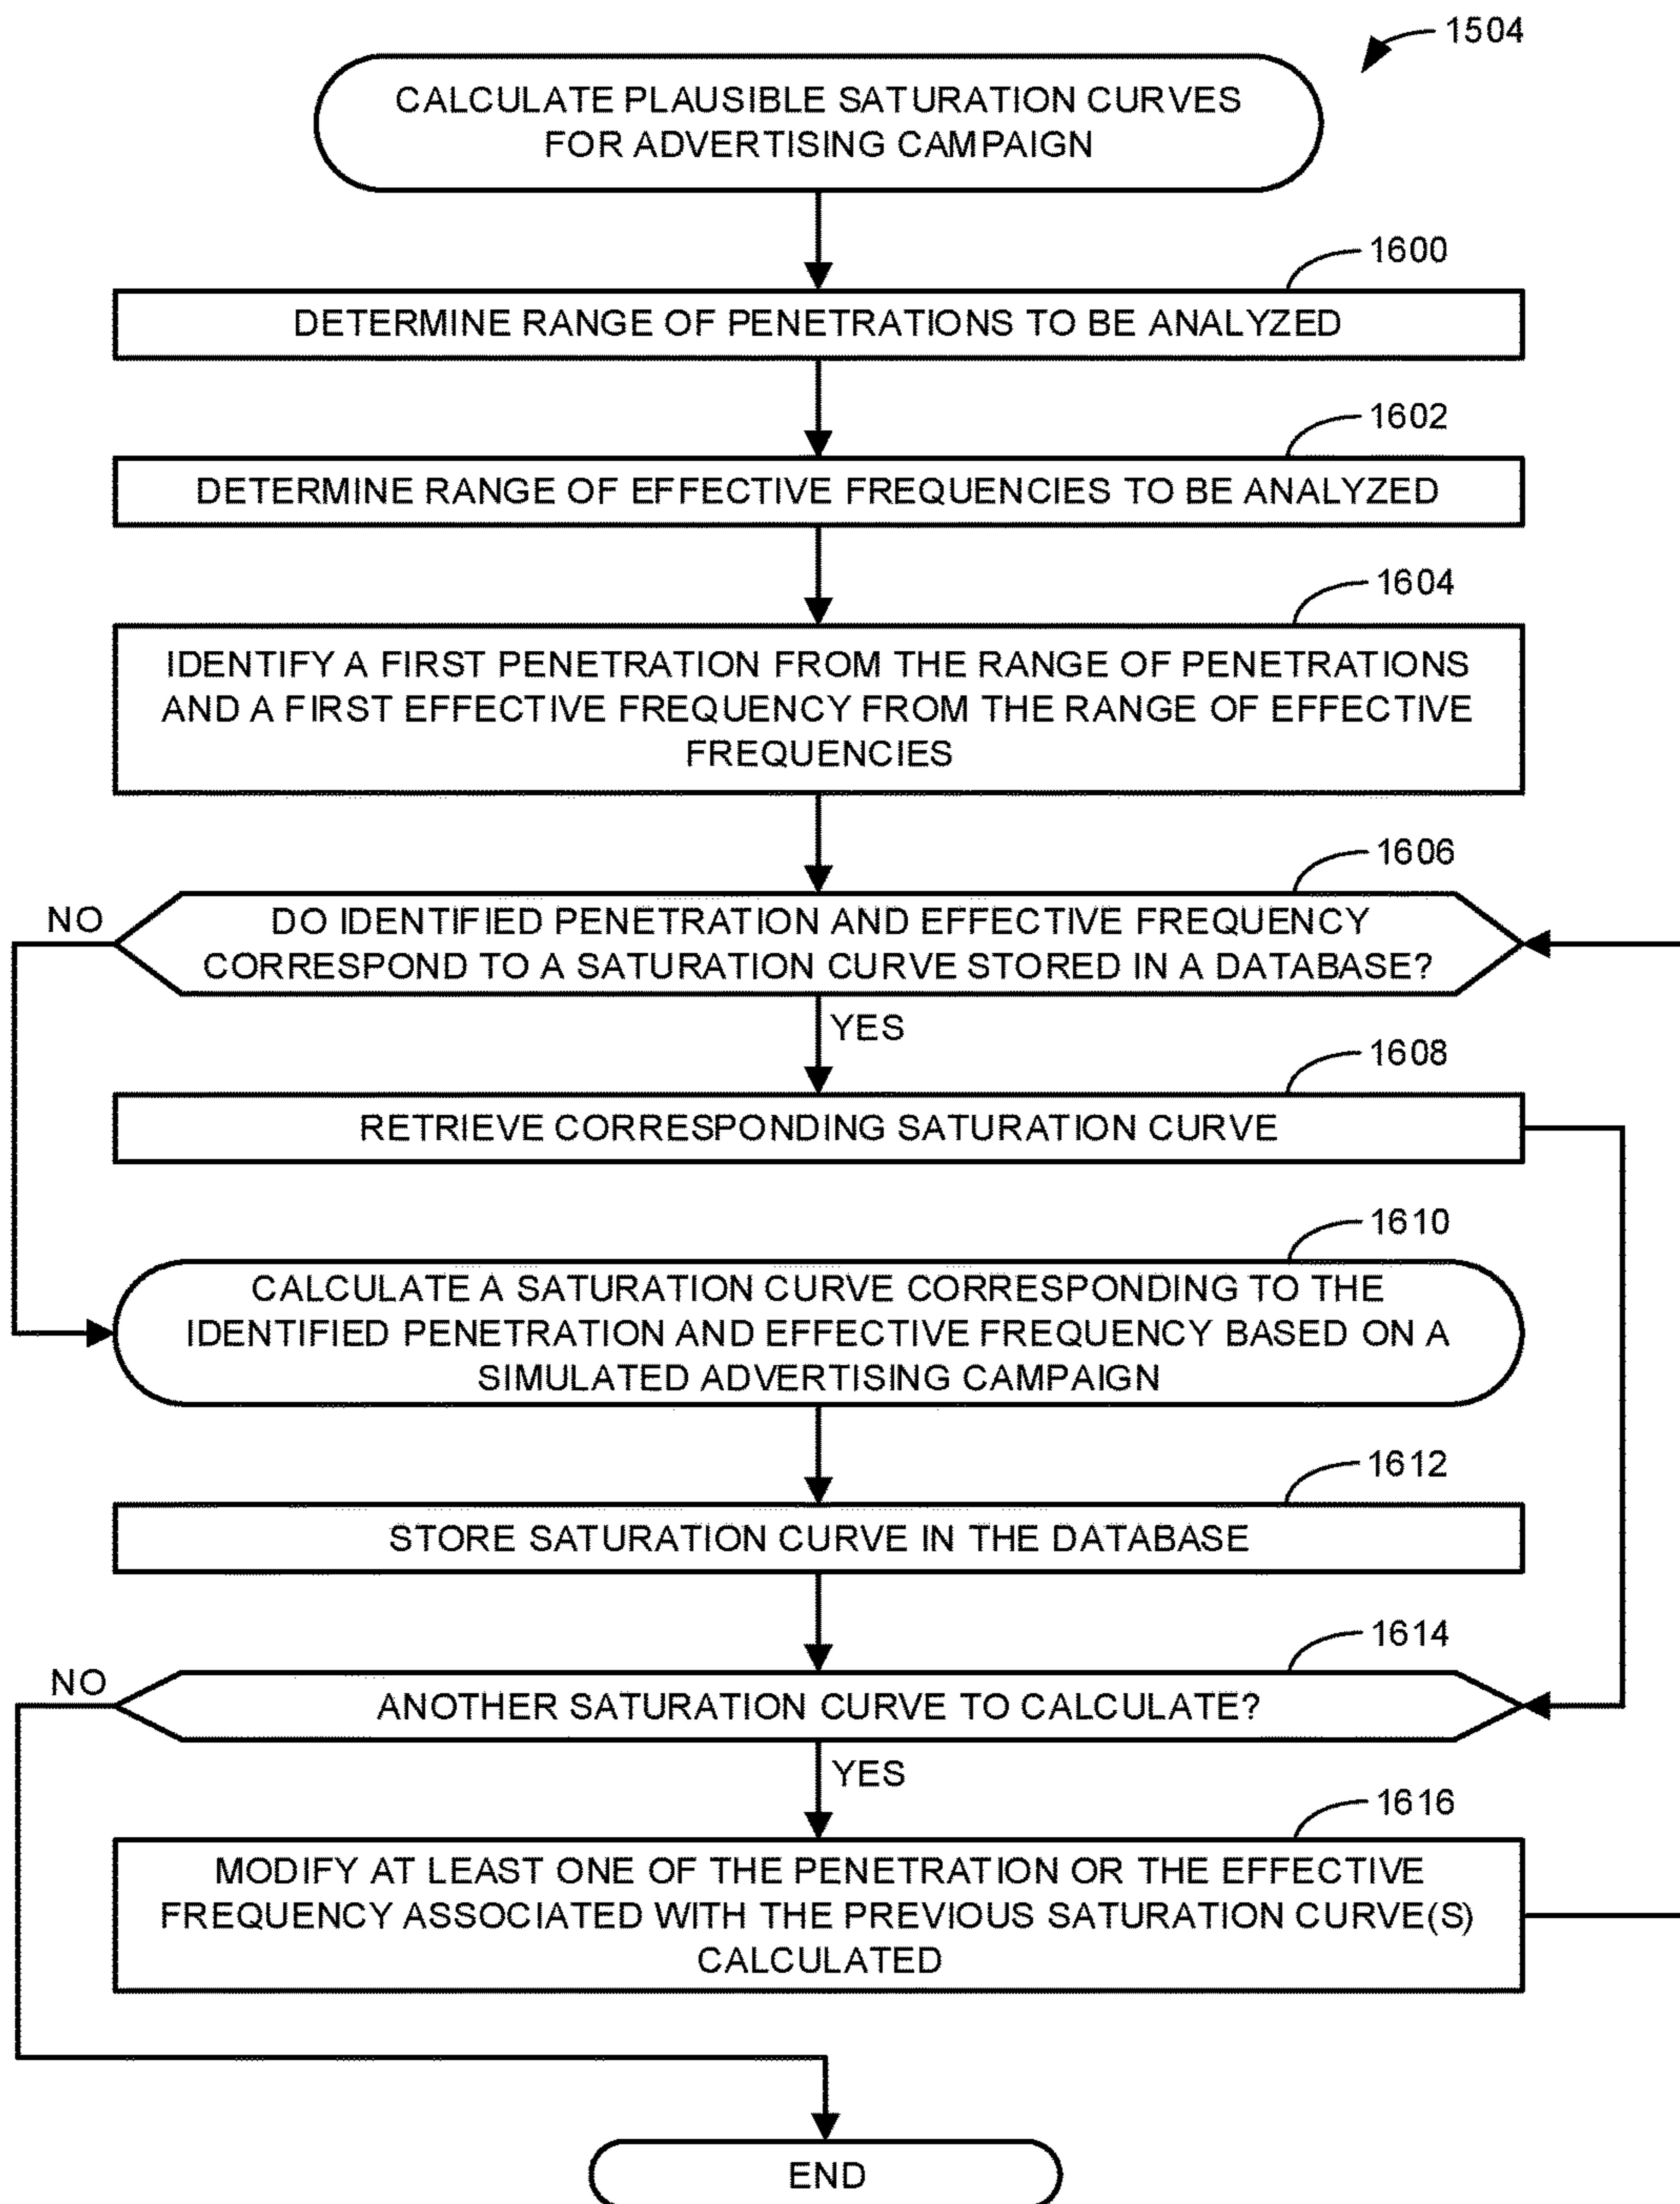 1504
CALCULATE PLAUSIBLE SATURATION CURVES
FOR ADVERTISING CAMPAIGN
1600
DETERMINE RANGE OF PENETRATIONS TO BE ANALYZED
1602
DETERMINE RANGE OF EFFECTIVE FREQUENCIES TO BE ANALYZED
1604
IDENTIFY A FIRST PENETRATION FROM THE RANGE OF PENETRATIONS
AND A FIRST EFFECTIVE FREQUENCY FROM THE RANGE OF EFFECTIVE
FREQUENCIES
1606
NO
DO IDENTIFIED PENETRATION AND EFFECTIVE FREQUENCY
CORRESPOND TO A SATURATION CURVE STORED IN A DATABASE?
YES
1608
RETRIEVE CORRESPONDING SATURATION CURVE
1610
CALCULATE A SATURATION CURVE CORRESPONDING TO THE
IDENTIFIED PENETRATION AND EFFECTIVE FREQUENCY BASED ON A
SIMULATED ADVERTISING CAMPAIGN
1612
STORE SATURATION CURVE IN THE DATABASE
1614
NO
ANOTHER SATURATION CURVE TO CALCULATE?
YES
1616
MODIFY AT LEAST ONE OF THE PENETRATION OR THE EFFECTIVE
FREQUENCY ASSOCIATED WITH THE PREVIOUS SATURATION CURVE(S)
CALCULATED
END